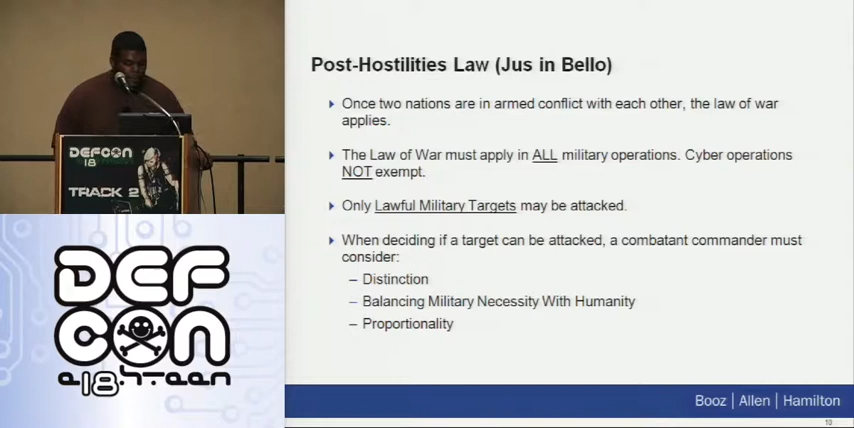 DEFCON
18
TRACK 2
DEF
CON
Post-Hostilities Law (Jus in Bello)
Once two nations are in armed conflict with each other, the law of war
applies.
The Law of War must apply in ALL military operations. Cyber operations
NOT exempt.
Only Lawful Military Targets may be attacked.
When deciding if a target can be attacked, a combatant commander must
consider:
– Distinction
– Balancing Military Necessity With Humanity
– Proportionality
Booz | Allen | Hamilton
10